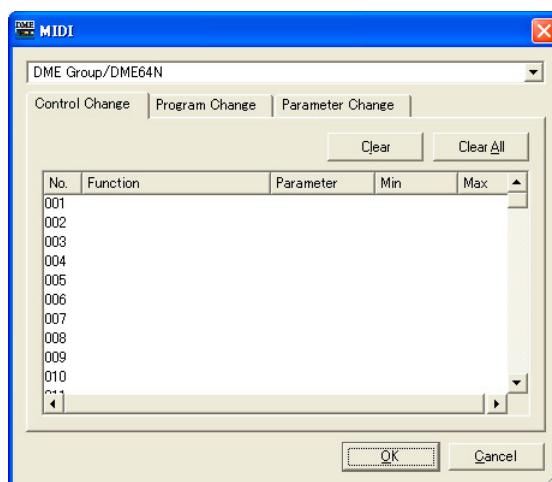 DME MIDI
DME Group/DME64N
Control Change Program Change Parameter Change
Clear Clear All
No. Function Parameter Min Max
001
002
003
004
005
006
007
008
009
010
011
OK Cancel